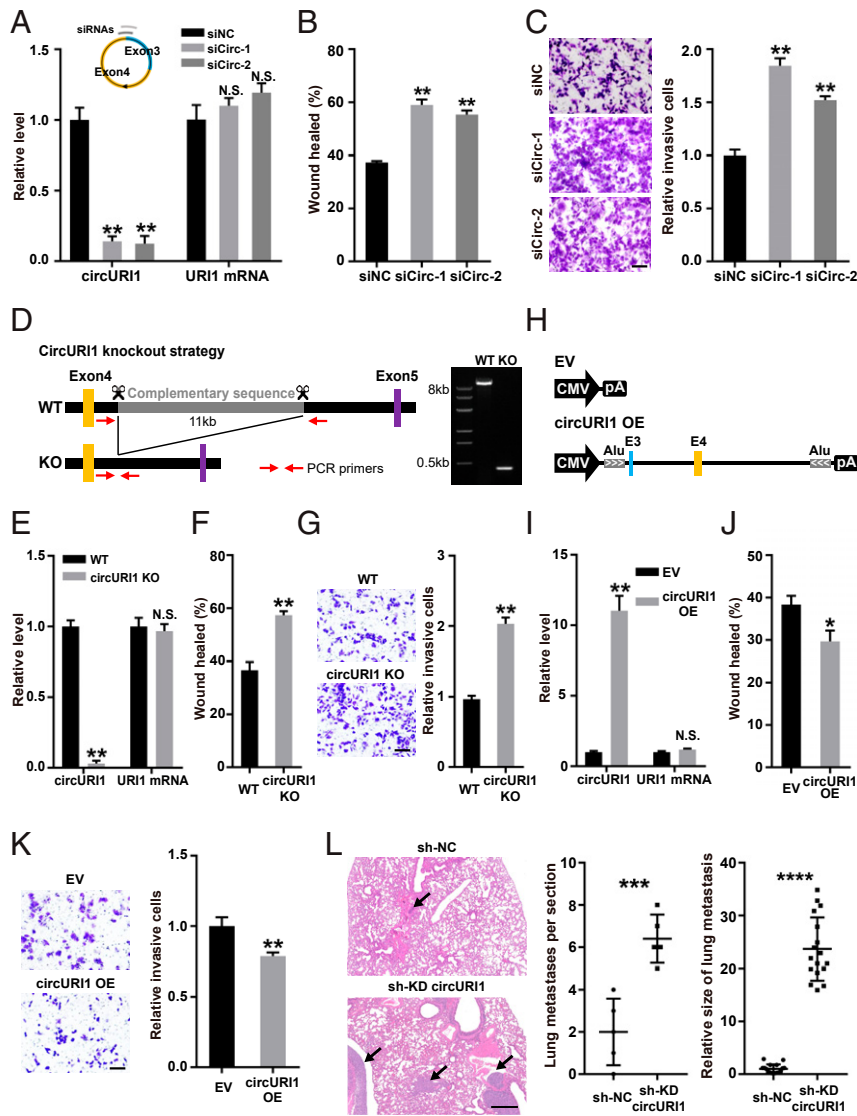 A
siRNAs
Exon3
Exon4
siNC
siCirc-1
siCirc-2
Relative level
1.5
1.0
0.5
0.0
** **
N.S.
N.S.
circURI1
URI1 mRNA
B
Wound healed (%)
80
60
40
20
0
**
**
siNC siCirc-1 siCirc-2
C
siNC
siCirc-1
siCirc-2
Relative invasive cells
2.0
1.5
1.0
0.5
0.0
**
**
siNC siCirc-1 siCirc-2
D
CircURI1 knockout strategy
Exon4
Exon5
WT
Complementary sequence
11kb
KO
PCR primers
WT KO
8kb
0.5kb
H
EV
CMV
pA
circURI1 OE
CMV
Alu
E3
E4
Alu
pA
E
Relative level
1.5
1.0
0.5
0.0
WT
circURI1 KO
**
N.S.
circURI1
URI1 mRNA
F
Wound healed (%)
80
60
40
20
0
**
WT
circURI1
KO
G
WT
circURI1 KO
Relative invasive cells
3
2
1
0
**
WT
circURI1
KO
I
Relative level
15
10
5
0
**
EV
circURI1
OE
N.S.
circURI1
URI1 mRNA
J
Wound healed (%)
50
40
30
20
10
0
*
EV
circURI1
OE
K
EV
circURI1 OE
Relative invasive cells
1.5
1.0
0.5
0.0
**
EV
circURI1
OE
L
sh-NC
sh-KD circURI1
Lung metastases per section
10
8
6
4
2
0
***
sh-NC
sh-KD
circURI1
Relative size of lung metastasis
40
30
20
10
0
****
sh-NC
sh-KD
circURI1